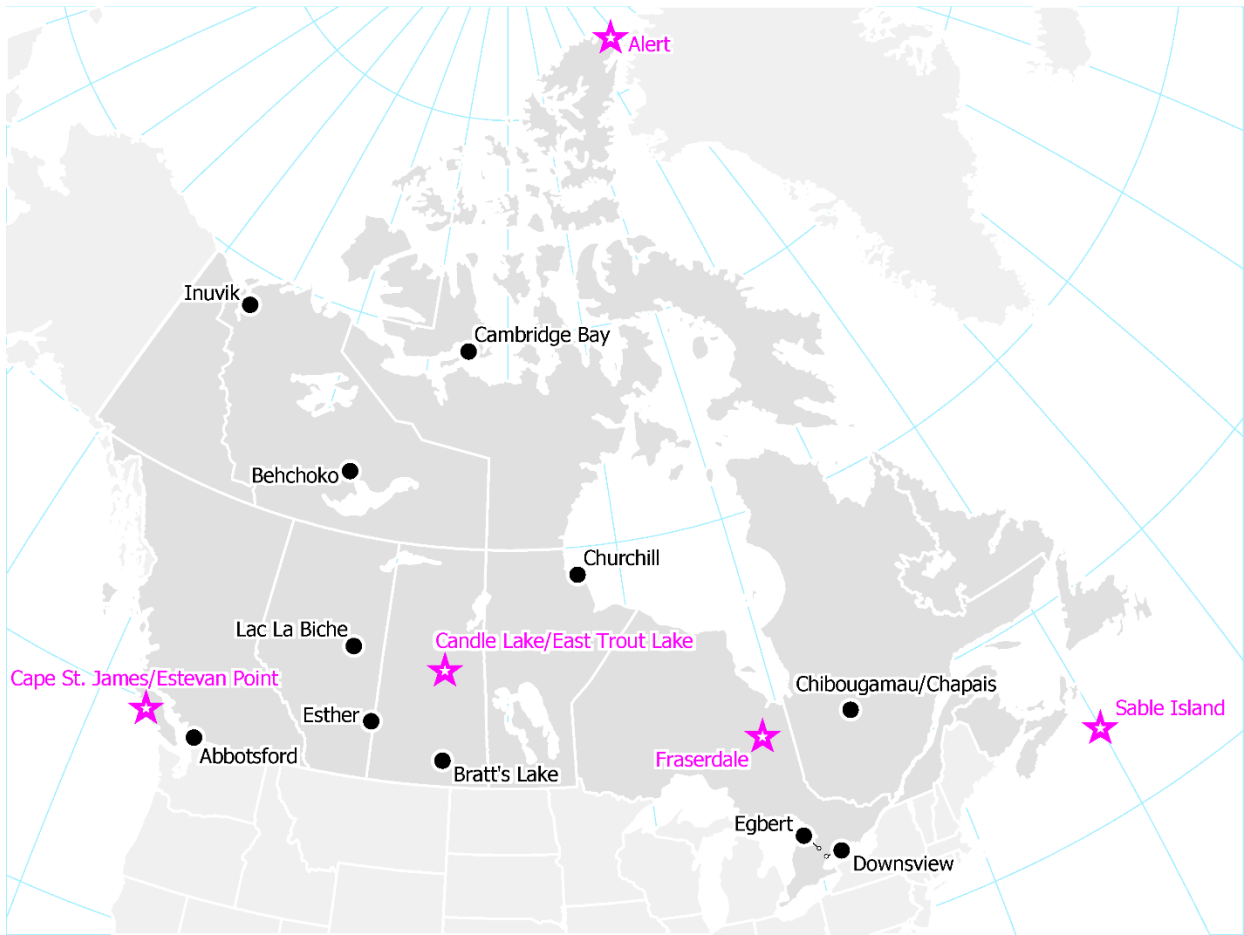 Alert
Inuvik
Cambridge Bay
Behchoko
Churchill
Lac La Biche
Candle Lake/East Trout Lake
Cape St. James/Estevan Point
Chibougamau/Chapais
Sable Island
Esther
Abbotsford
Fraserdale
Bratt's Lake
Egbert
Downsview